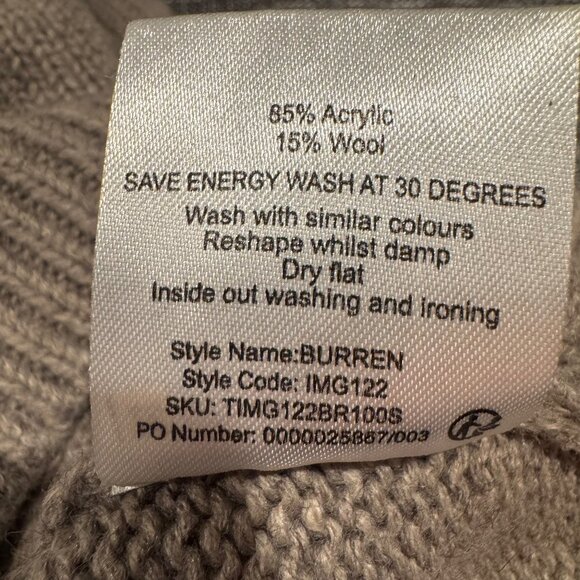 85% Acrylic
15% Wool
SAVE ENERGY WASH AT 30 DEGREES
Wash with similar colours
Reshape whilst damp
Dry flat
Inside out washing and ironing
Style Name:BURREN
Style Code: IMG122
SKU: TIMG122BR100S
PO Number: 0000025867/003